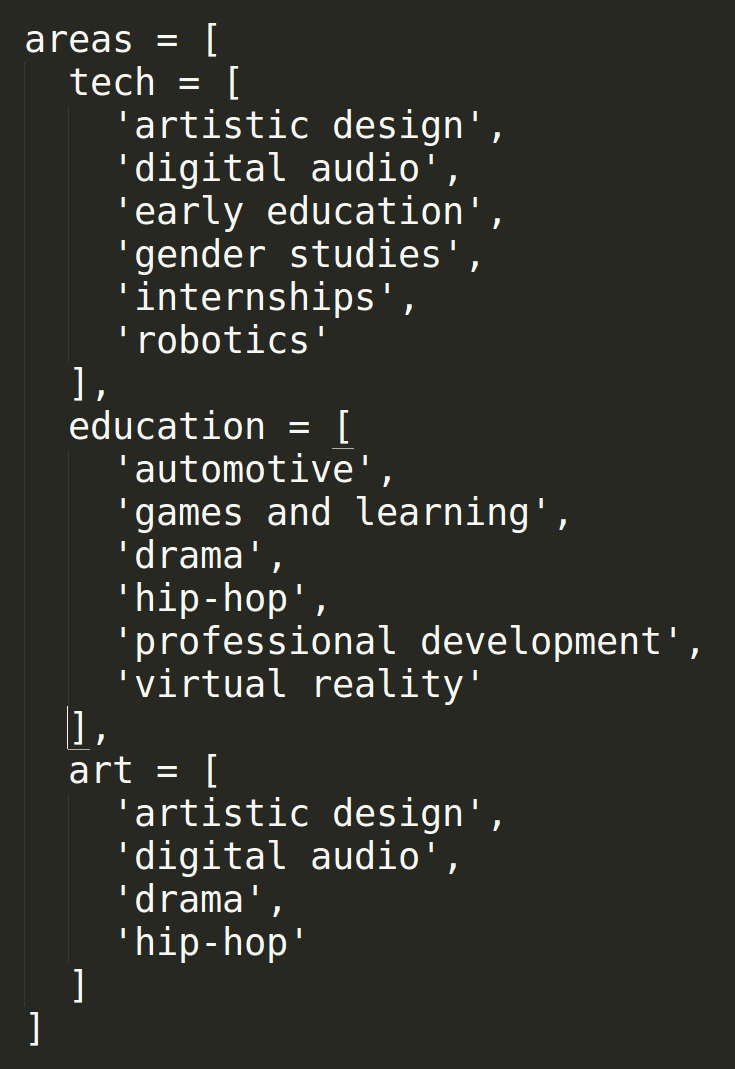 areas = [
  tech = [
    'artistic design',
    'digital audio',
    'early education',
    'gender studies',
    'internships',
    'robotics'
  ],
  education = [
    'automotive',
    'games and learning',
    'drama',
    'hip-hop',
    'professional development',
    'virtual reality'
  ],
  art = [
    'artistic design',
    'digital audio',
    'drama',
    'hip-hop'
  ]
]